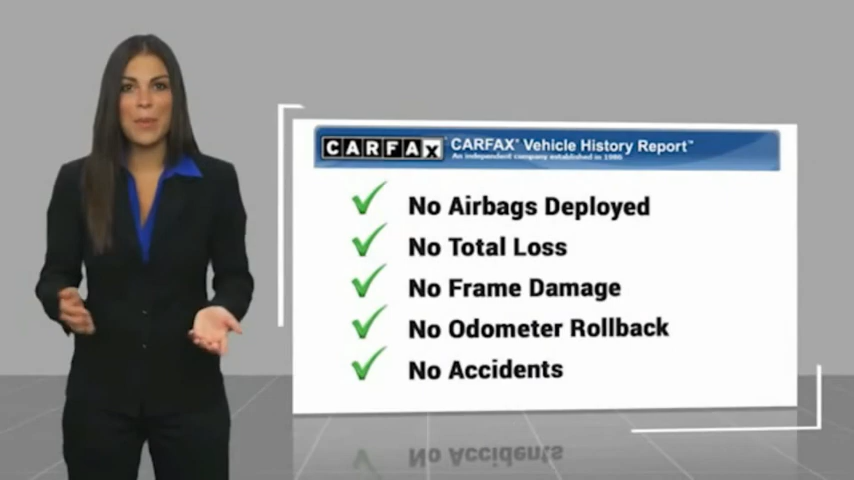 CARFAX CARFAX® Vehicle History Report™
An independent company established in 1986
No Airbags Deployed
No Total Loss
No Frame Damage
No Odometer Rollback
No Accidents
No Accidents